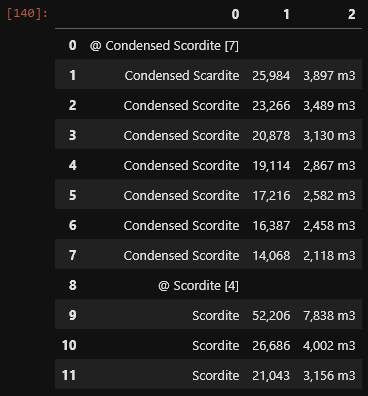 [140]:
0 1 2
0 @ Condensed Scordite [7]
1 Condensed Scardite 25,984 3,897 m3
2 Condensed Scordite 23,266 3,489 m3
3 Condensed Scordite 20,878 3,130 m3
4 Condensed Scordite 19,114 2,867 m3
5 Condensed Scordite 17,216 2,582 m3
6 Condensed Scordite 16,387 2,458 m3
7 Condensed Scordite 14,068 2,118 m3
8 @ Scordite [4]
9 Scordite 52,206 7,838 m3
10 Scordite 26,686 4,002 m3
11 Scordite 21,043 3,156 m3